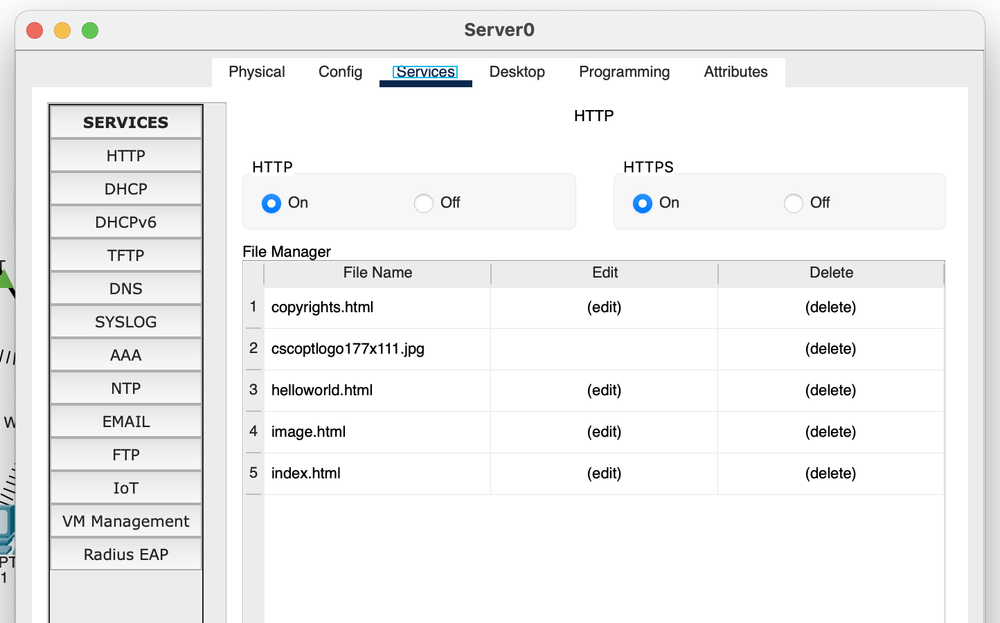 Server0
Physical Config Services Desktop Programming Attributes
SERVICES
HTTP
DHCP
DHCPv6
TFTP
DNS
SYSLOG
AAA
NTP
EMAIL
FTP
IoT
VM Management
Radius EAP
HTTP
HTTP
On Off
HTTPS
On Off
File Manager
File Name Edit Delete
1 copyrights.html (edit) (delete)
2 cscoptlogo177x111.jpg (delete)
3 helloworld.html (edit) (delete)
4 image.html (edit) (delete)
5 index.html (edit) (delete)
T
W
PT
1